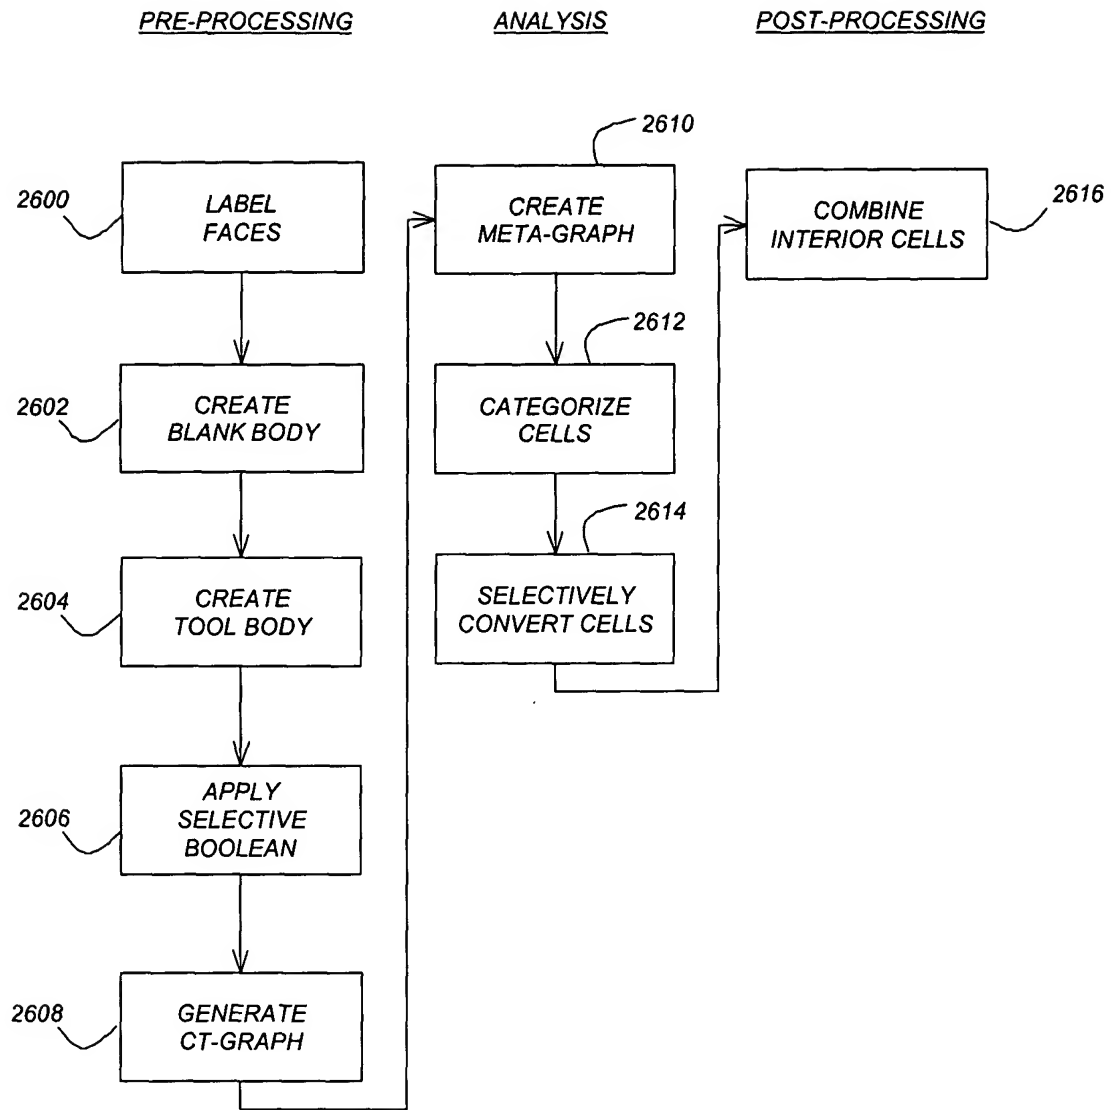 PRE-PROCESSING
ANALYSIS
POST-PROCESSING
2600
LABEL
FACES
2602
CREATE
BLANK BODY
2604
CREATE
TOOL BODY
2606
APPLY
SELECTIVE
BOOLEAN
2608
GENERATE
CT-GRAPH
2610
CREATE
META-GRAPH
2612
CATEGORIZE
CELLS
2614
SELECTIVELY
CONVERT CELLS
2616
COMBINE
INTERIOR CELLS